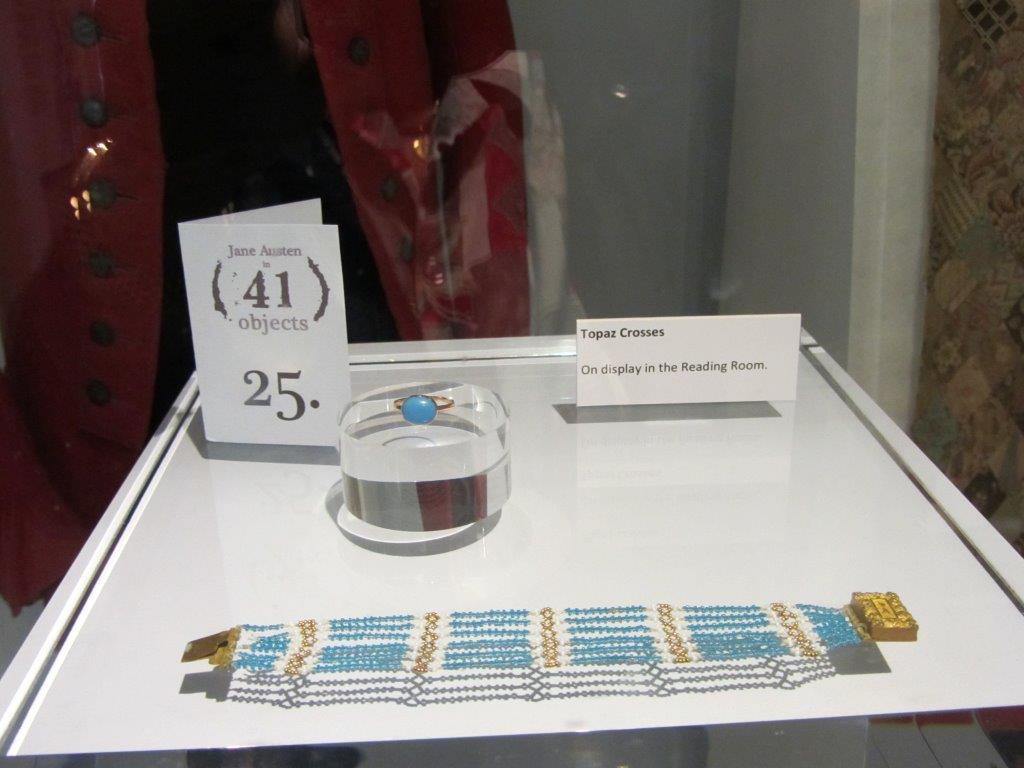 Jane Austen
in
(41)
objects
25.
Topaz Crosses
On display in the Reading Room.